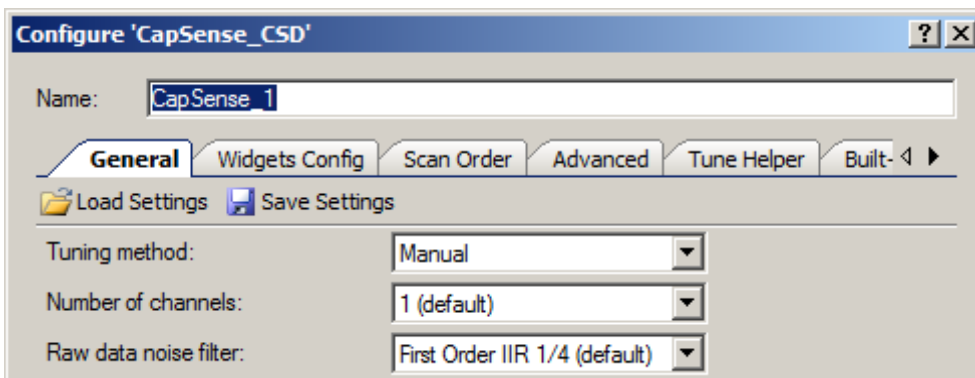 Configure 'CapSense_CSD'
Name: CapSense_1
General Widgets Config Scan Order Advanced Tune Helper Built-
Load Settings Save Settings
Tuning method: Manual
Number of channels: 1 (default)
Raw data noise filter: First Order IIR 1/4 (default)